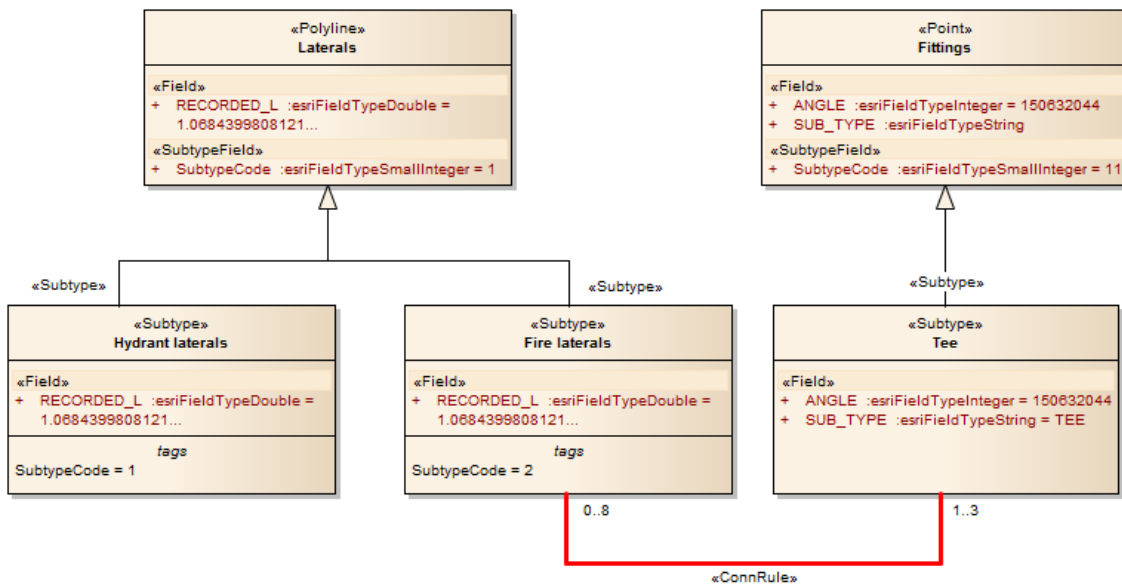 «Polyline»
Laterals
«Field»
+ RECORDED_L :esriFieldTypeDouble =
1.0684399808121...
«SubtypeField»
+ SubtypeCode :esriFieldTypeSmallInteger = 1
«Point»
Fittings
«Field»
+ ANGLE :esriFieldTypeInteger = 150632044
+ SUB_TYPE :esriFieldTypeString
«SubtypeField»
+ SubtypeCode :esriFieldTypeSmallInteger = 11
«Subtype»
«Subtype»
«Subtype»
«Subtype»
Hydrant laterals
«Field»
+ RECORDED_L :esriFieldTypeDouble =
1.0684399808121...
tags
SubtypeCode = 1
«Subtype»
Fire laterals
«Field»
+ RECORDED_L :esriFieldTypeDouble =
1.0684399808121...
tags
SubtypeCode = 2
«Subtype»
Tee
«Field»
+ ANGLE :esriFieldTypeInteger = 150632044
+ SUB_TYPE :esriFieldTypeString = TEE
0..8
1..3
«ConnRule»